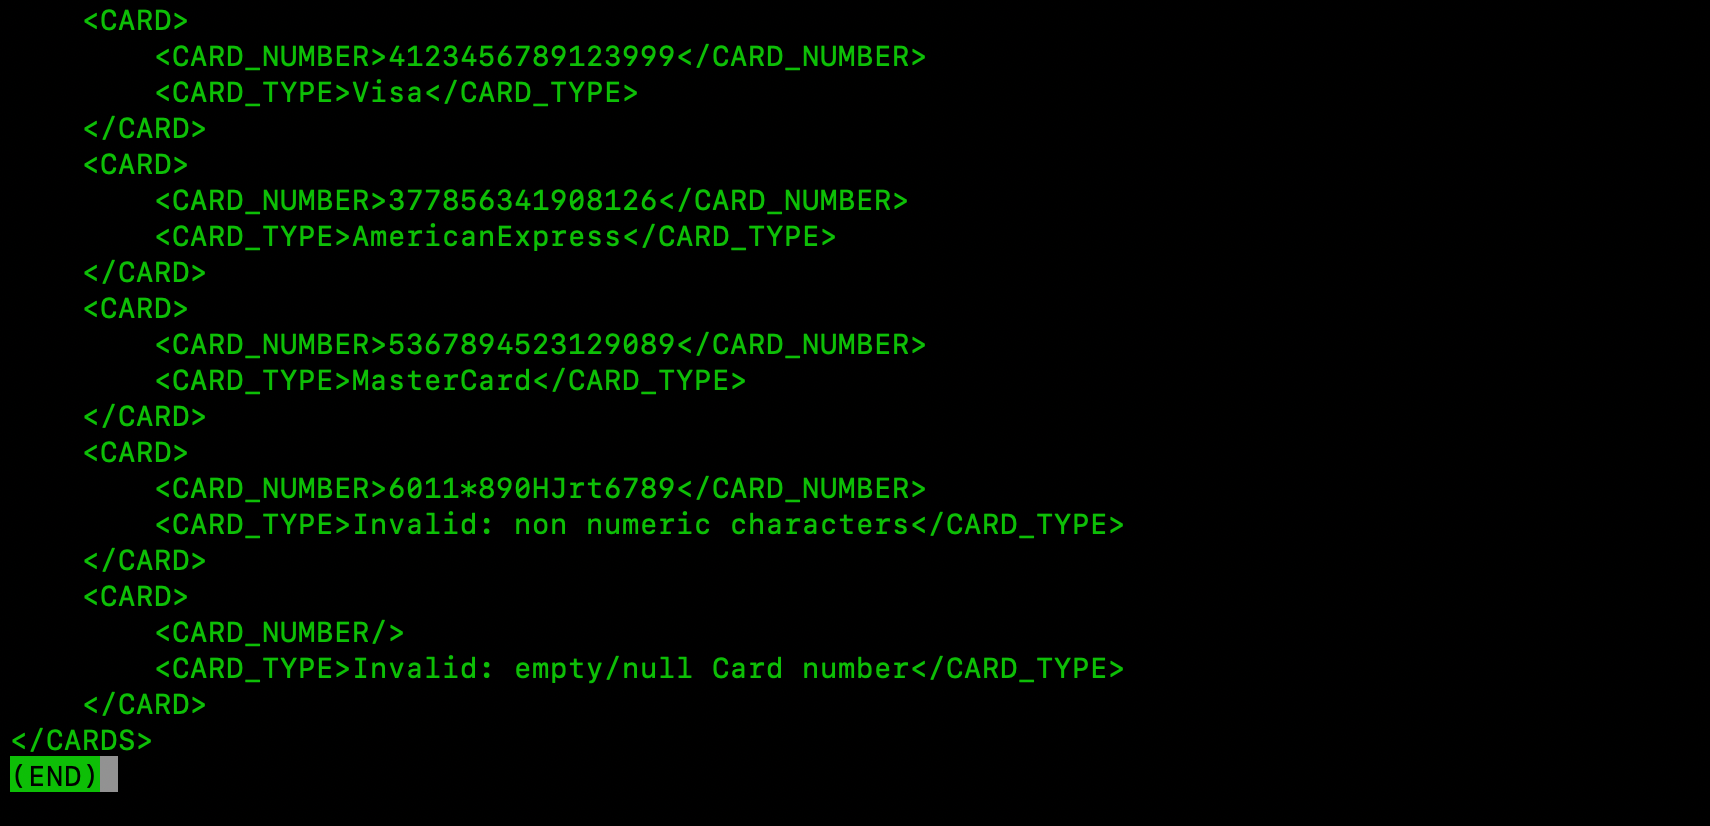 <CARD>
<CARD_NUMBER>4123456789123999</CARD_NUMBER>
<CARD_TYPE>Visa</CARD_TYPE>
</CARD>
<CARD>
<CARD_NUMBER>377856341908126</CARD_NUMBER>
<CARD_TYPE>AmericanExpress</CARD_TYPE>
</CARD>
<CARD>
<CARD_NUMBER>5367894523129089</CARD_NUMBER>
<CARD_TYPE>MasterCard</CARD_TYPE>
</CARD>
<CARD>
<CARD_NUMBER>6011*890HJrt6789</CARD_NUMBER>
<CARD_TYPE>Invalid: non numeric characters</CARD_TYPE>
</CARD>
<CARD>
<CARD_NUMBER/>
<CARD_TYPE>Invalid: empty/null Card number</CARD_TYPE>
</CARD>
</CARDS>
(END)